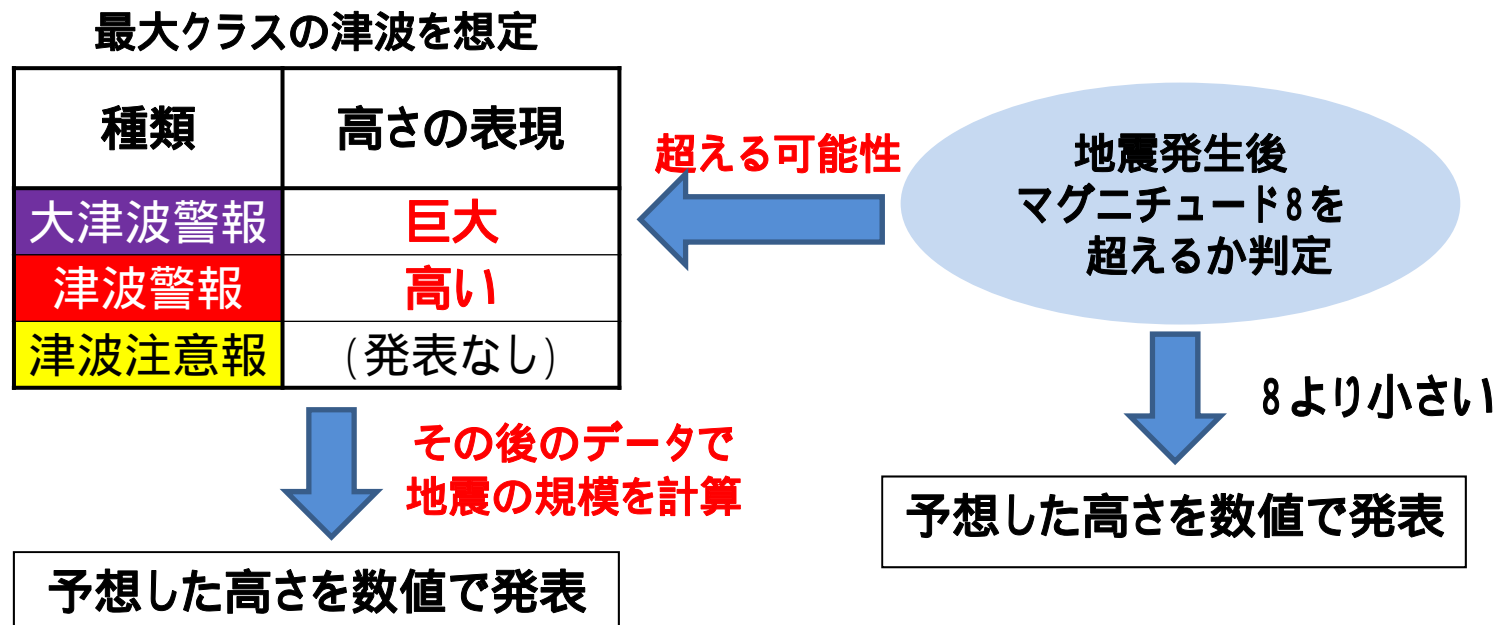 最大クラスの津波を想定
種類 高さの表現
大津波警報 巨大
津波警報 高い
津波注意報 (発表なし)
超える可能性
地震発生後
マグニチュード8を
超えるか判定
8より小さい
その後のデータで
地震の規模を計算
予想した高さを数値で発表
予想した高さを数値で発表